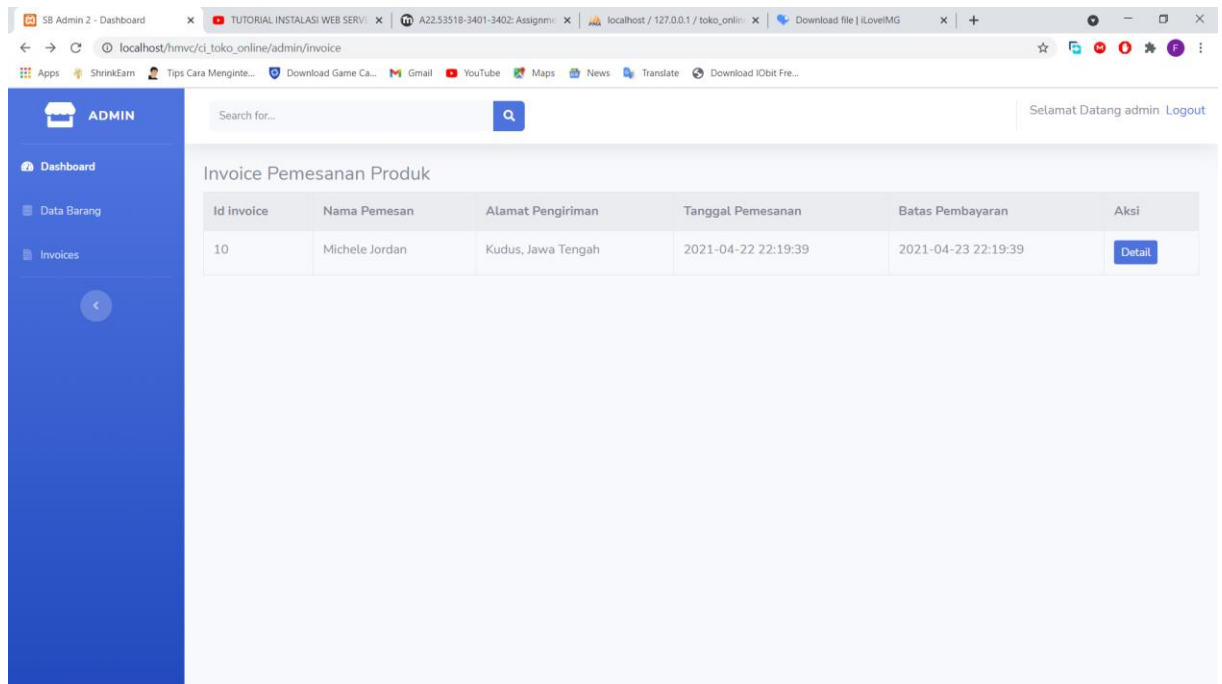 SB Admin 2 - Dashboard
TUTORIAL INSTALASI WEB SERVE
A22.53518-3401-3402: Assignme
localhost / 127.0.0.1 / toko_online
Download file | iLoveIMG
localhost/hmvc/ci_toko_online/admin/invoice
Apps
ShrinkEarn
Tips Cara Menginte...
Download Game Ca...
Gmail
YouTube
Maps
News
Translate
Download IObit Fre...
ADMIN
Search for...
Selamat Datang admin Logout
Dashboard
Data Barang
Invoices
Invoice Pemesanan Produk
Id invoice Nama Pemesan Alamat Pengiriman Tanggal Pemesanan Batas Pembayaran Aksi
10 Michele Jordan Kudus, Jawa Tengah 2021-04-22 22:19:39 2021-04-23 22:19:39 Detail